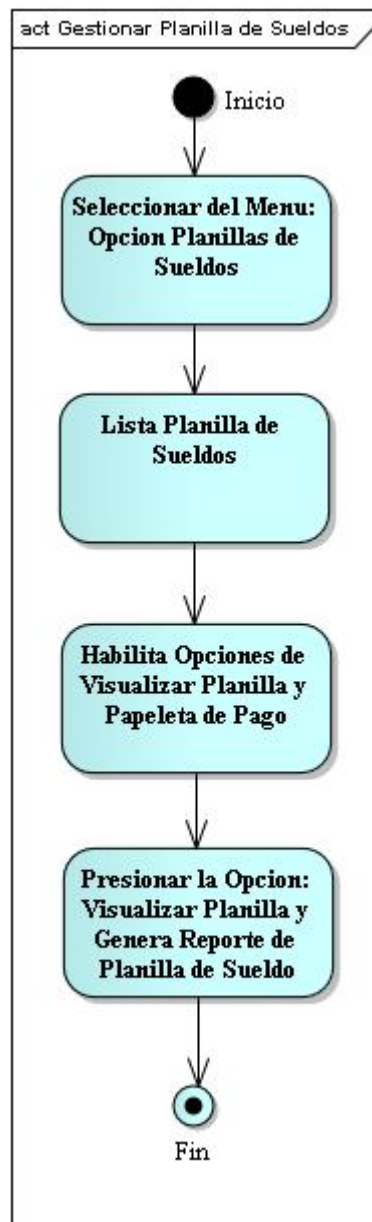 act Gestionar Planilla de Sueldos
Inicio
Seleccionar del Menu:
Opcion Planillas de
Sueldos
Lista Planilla de
Sueldos
Habilita Opciones de
Visualizar Planilla y
Papeleta de Pago
Presionar la Opcion:
Visualizar Planilla y
Genera Reporte de
Planilla de Sueldo
Fin